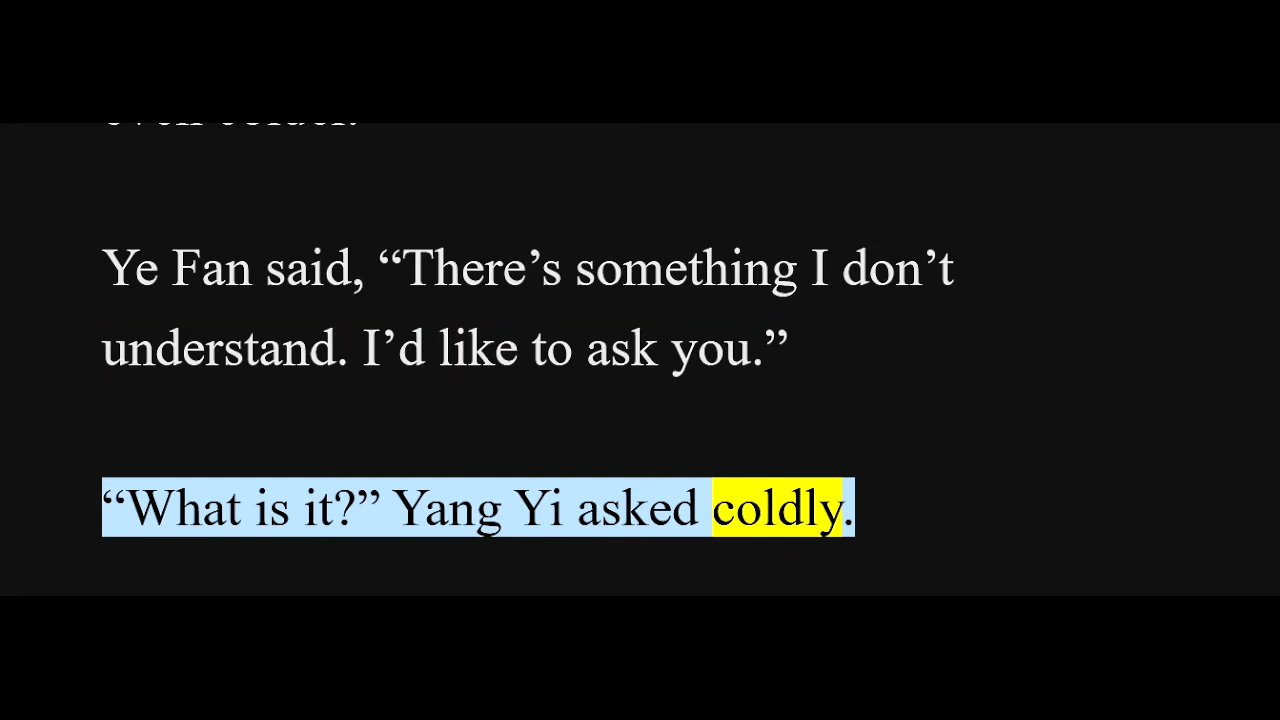 Ye Fan said, “There’s something I don’t
understand. I’d like to ask you.”
“What is it?” Yang Yi asked coldly.